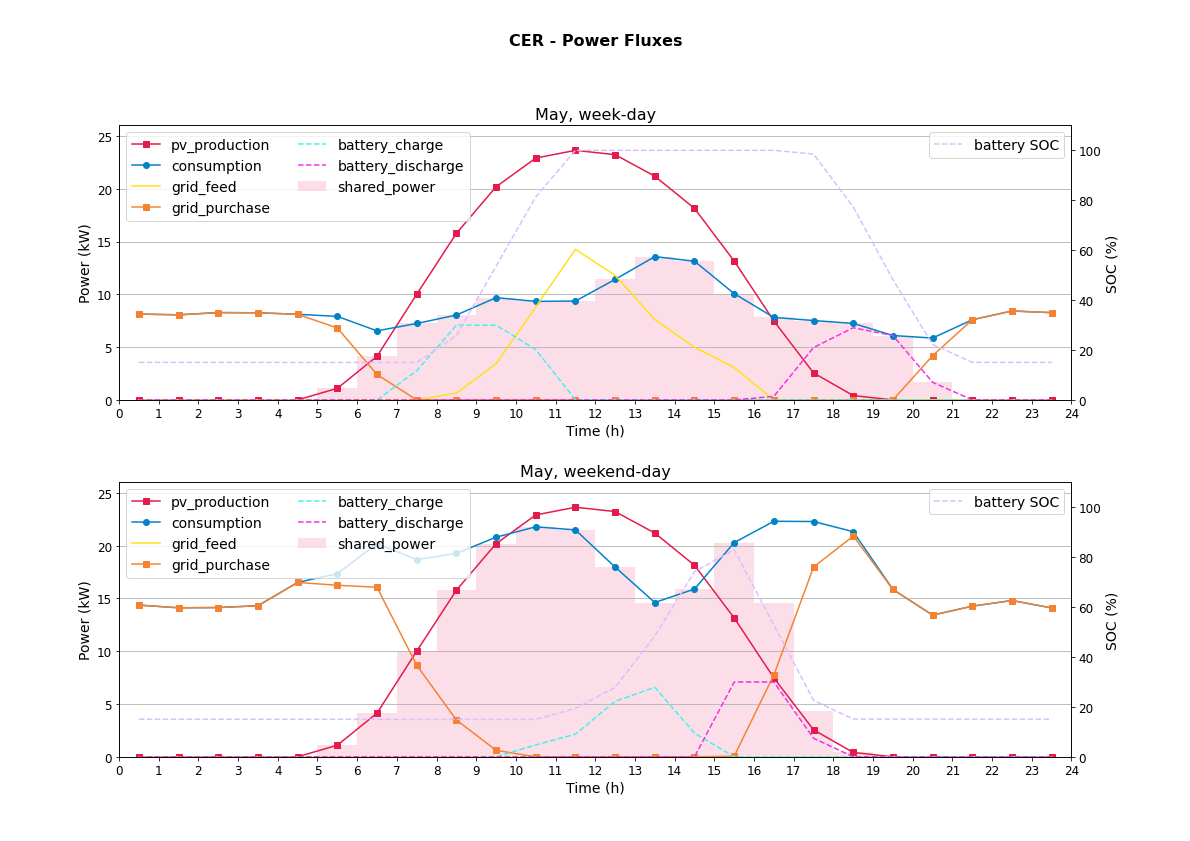 CER - Power Fluxes
May, week-day
pv_production
consumption
grid_feed
grid_purchase
battery_charge
battery_discharge
shared_power
battery SOC
Power (kW)
25
20
15
10
5
0
SOC (%)
100
80
60
40
20
0
0 1 2 3 4 5 6 7 8 9 10 11 12 13 14 15 16 17 18 19 20 21 22 23 24
Time (h)
May, weekend-day
pv_production
consumption
grid_feed
grid_purchase
battery_charge
battery_discharge
shared_power
battery SOC
Power (kW)
25
20
15
10
5
0
SOC (%)
100
80
60
40
20
0
0 1 2 3 4 5 6 7 8 9 10 11 12 13 14 15 16 17 18 19 20 21 22 23 24
Time (h)